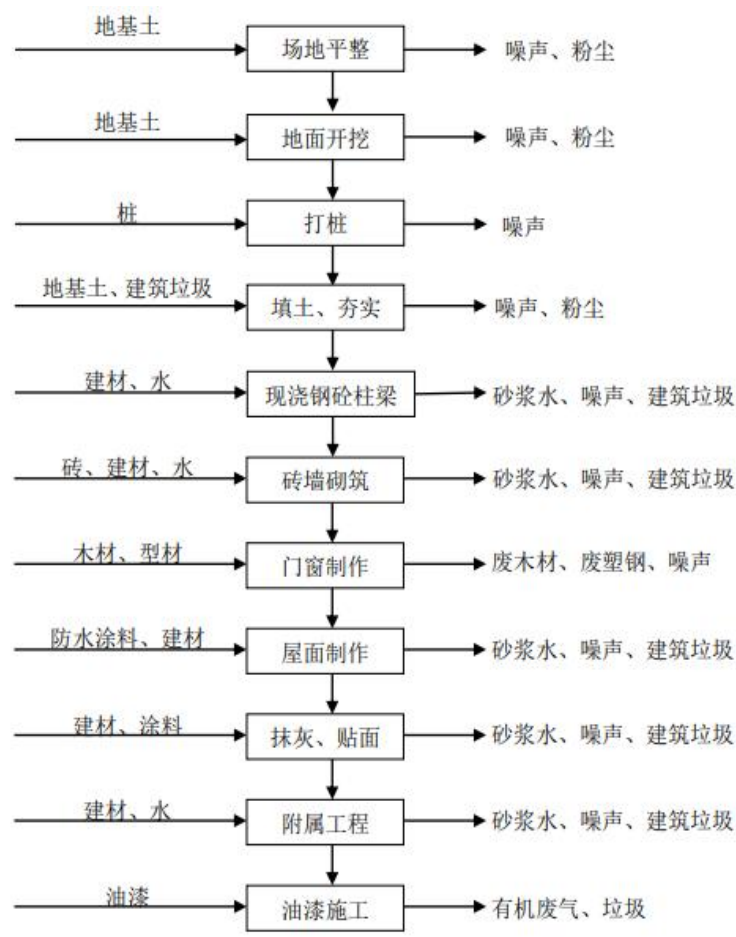 地基土
场地平整
噪声、粉尘
地基土
地面开挖
噪声、粉尘
桩
打桩
噪声
地基土、建筑垃圾
填土、夯实
噪声、粉尘
建材、水
现浇钢砼柱梁
砂浆水、噪声、建筑垃圾
砖、建材、水
砖墙砌筑
砂浆水、噪声、建筑垃圾
木材、型材
门窗制作
废木材、废塑钢、噪声
防水涂料、建材
屋面制作
砂浆水、噪声、建筑垃圾
建材、涂料
抹灰、贴面
砂浆水、噪声、建筑垃圾
建材、水
附属工程
砂浆水、噪声、建筑垃圾
油漆
油漆施工
有机废气、垃圾